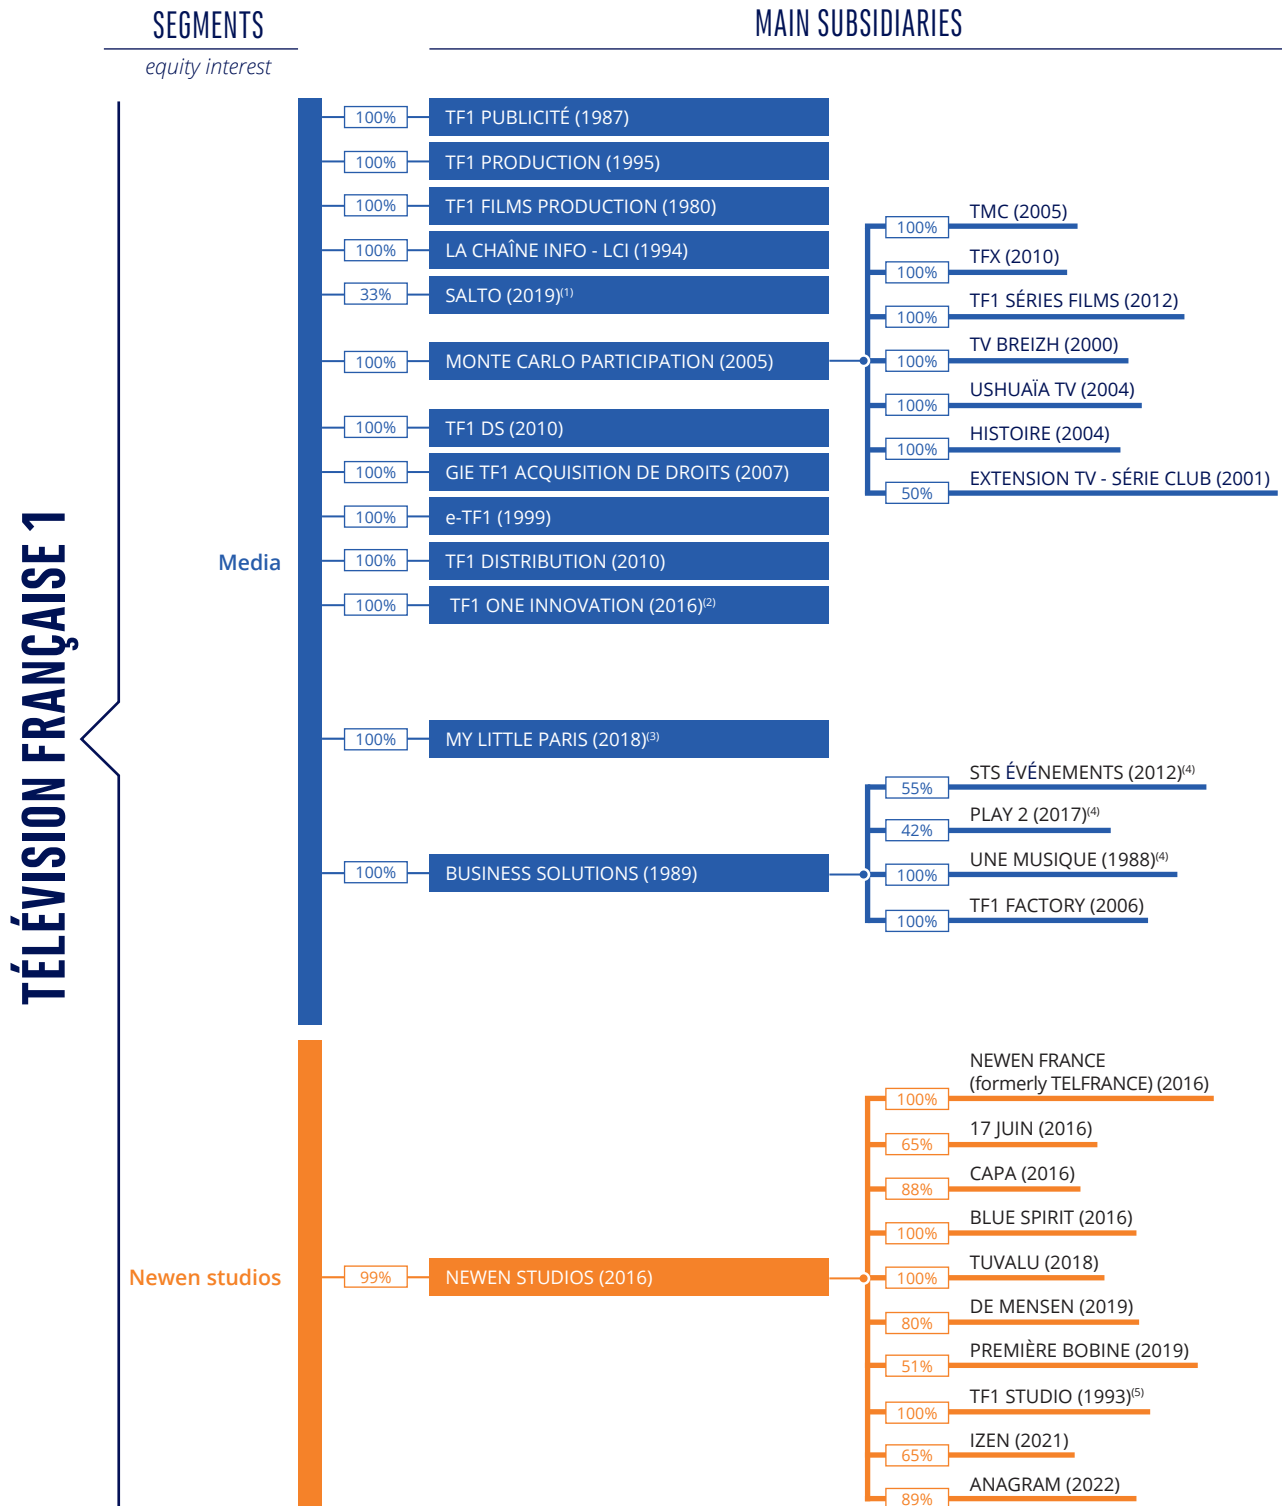 SEGMENTS
MAIN SUBSIDIARIES
equity interest
TÉLÉVISION FRANÇAISE 1
Media
100% TF1 PUBLICITÉ (1987)
100% TF1 PRODUCTION (1995)
100% TF1 FILMS PRODUCTION (1980)
100% LA CHAÎNE INFO - LCI (1994)
33% SALTO (2019)(1)
100% MONTE CARLO PARTICIPATION (2005)
100% TMC (2005)
100% TFX (2010)
100% TF1 SÉRIES FILMS (2012)
100% TV BREIZH (2000)
100% USHUAÏA TV (2004)
100% HISTOIRE (2004)
50% EXTENSION TV - SÉRIE CLUB (2001)
100% TF1 DS (2010)
100% GIE TF1 ACQUISITION DE DROITS (2007)
100% e-TF1 (1999)
100% TF1 DISTRIBUTION (2010)
100% TF1 ONE INNOVATION (2016)(2)
100% MY LITTLE PARIS (2018)(3)
100% BUSINESS SOLUTIONS (1989)
55% STS ÉVÉNEMENTS (2012)(4)
42% PLAY 2 (2017)(4)
100% UNE MUSIQUE (1988)(4)
100% TF1 FACTORY (2006)
Newen studios
99% NEWEN STUDIOS (2016)
NEWEN FRANCE
100% (formerly TELFRANCE) (2016)
65% 17 JUIN (2016)
88% CAPA (2016)
100% BLUE SPIRIT (2016)
100% TUVALU (2018)
80% DE MENSEN (2019)
51% PREMIÈRE BOBINE (2019)
100% TF1 STUDIO (1993)(5)
65% IZEN (2021)
89% ANAGRAM (2022)